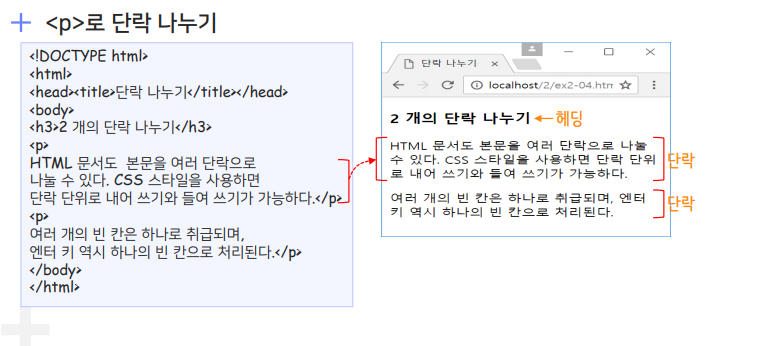 <p>로 단락 나누기
<!DOCTYPE html>
<html>
<head><title>단락 나누기</title></head>
<body>
<h3>2 개의 단락 나누기</h3>
<p>
HTML 문서도  본문을 여러 단락으로
나눌 수 있다. CSS 스타일을 사용하면
단락 단위로 내어 쓰기와 들여 쓰기가 가능하다.</p>
<p>
여러 개의 빈 칸은 하나로 취급되며,
엔터 키 역시 하나의 빈 칸으로 처리된다.</p>
</body>
</html>
단락 나누기
localhost/2/ex2-04.htm
2 개의 단락 나누기
헤딩
HTML 문서도 본문을 여러 단락으로 나눌
수 있다. CSS 스타일을 사용하면 단락 단위
로 내어 쓰기와 들여 쓰기가 가능하다.
단락
여러 개의 빈 칸은 하나로 취급되며, 엔터
키 역시 하나의 빈 칸으로 처리된다.
단락